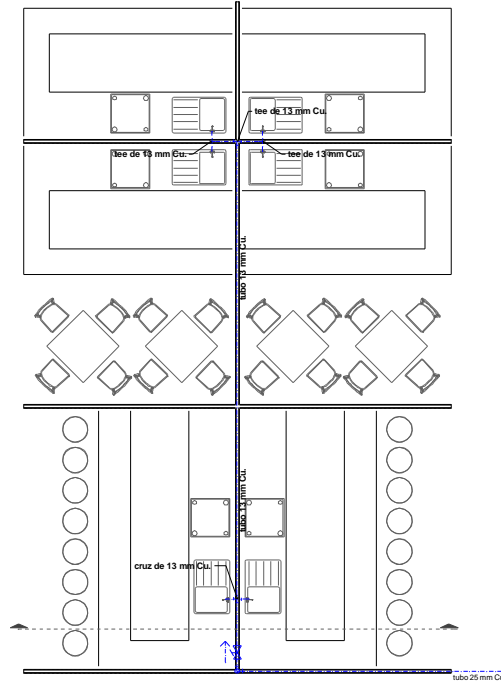 tee de 13 mm Cu.
tee de 13 mm Cu.
tee de 13 mm Cu.
tubo 13 mm Cu.
tubo 13 mm Cu.
cruz de 13 mm Cu.
tubo 25 mm Cu